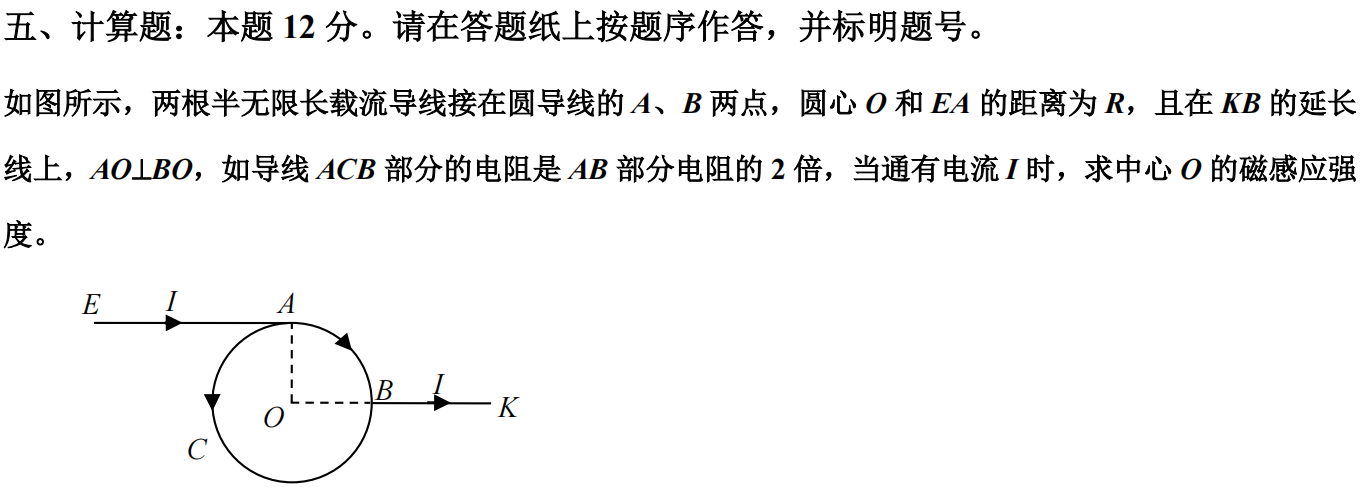 五、计算题：本题 12 分。请在答题纸上按题序作答，并标明题号。
如图所示，两根半无限长载流导线接在圆导线的 A、B 两点，圆心 O 和 EA 的距离为 R，且在 KB 的延长
线上，AO⊥BO，如导线 ACB 部分的电阻是 AB 部分电阻的 2 倍，当通有电流 I 时，求中心 O 的磁感应强
度。
E I A
B I K
O
C